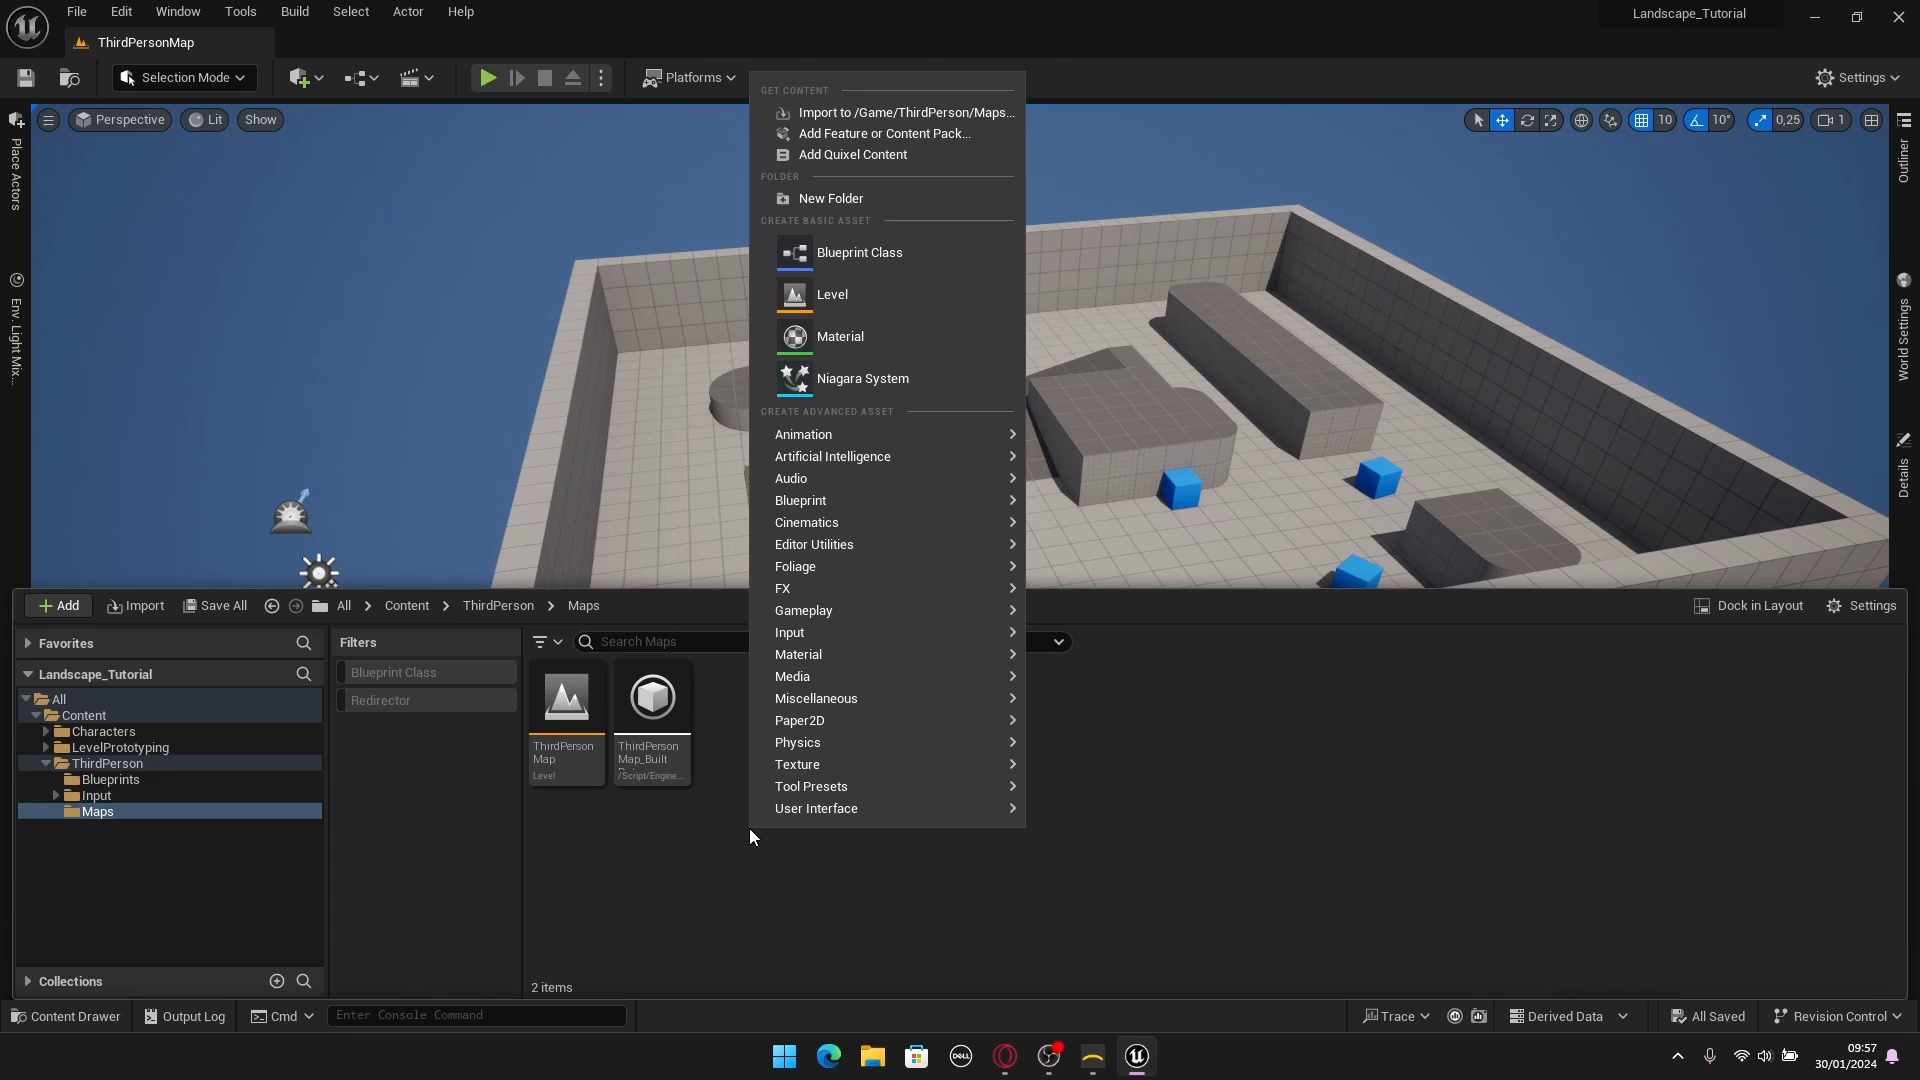 File Edit Window Tools Build Select Actor Help
Landscape_Tutorial
ThirdPersonMap
Selection Mode
Platforms
Settings
Perspective
Lit
Show
10
10°
0,25
1
Place Actors
Env. Light Mix...
Outliner
World Settings
Details
GET CONTENT
Import to /Game/ThirdPerson/Maps...
Add Feature or Content Pack...
Add Quixel Content
FOLDER
New Folder
CREATE BASIC ASSET
Blueprint Class
Level
Material
Niagara System
CREATE ADVANCED ASSET
Animation
Artificial Intelligence
Audio
Blueprint
Cinematics
Editor Utilities
Foliage
FX
Gameplay
Input
Material
Media
Miscellaneous
Paper2D
Physics
Texture
Tool Presets
User Interface
Add
Import
Save All
All > Content > ThirdPerson > Maps
Dock in Layout
Settings
Favorites
Landscape_Tutorial
All
Content
Characters
LevelPrototyping
ThirdPerson
Blueprints
Input
Maps
Collections
Filters
Blueprint Class
Redirector
Search Maps
ThirdPerson
Map
Level
ThirdPerson
Map_Built
/Script/Engine...
2 items
Content Drawer
Output Log
Cmd
Enter Console Command
Trace
Derived Data
All Saved
Revision Control
DELL
09:57
30/01/2024